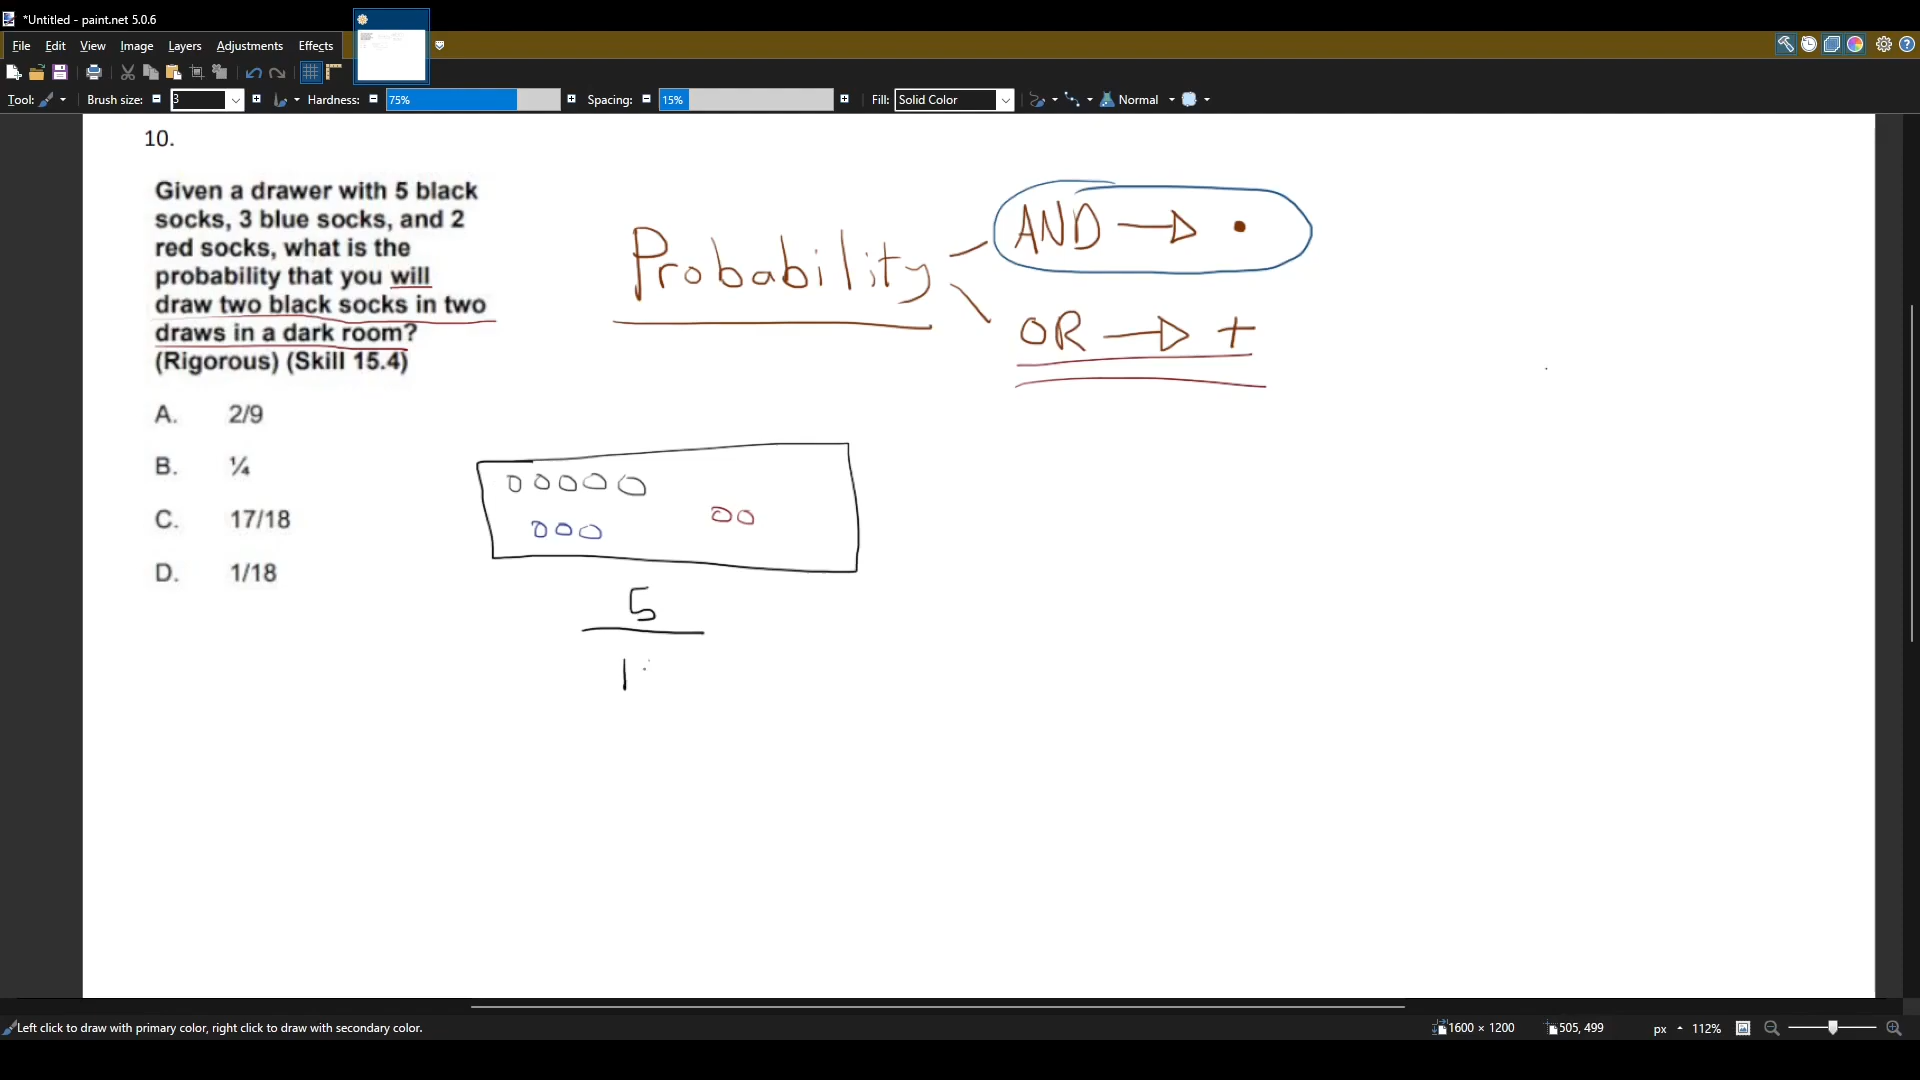 *Untitled - paint.net 5.0.6
File Edit View Image Layers Adjustments Effects
Tool: Brush size: 3 Hardness: 75% Spacing: 15% Fill: Solid Color Normal
10.
Given a drawer with 5 black
socks, 3 blue socks, and 2
red socks, what is the
probability that you will
draw two black socks in two
draws in a dark room?
(Rigorous) (Skill 15.4)
A. 2/9
B. ¼
C. 17/18
D. 1/18
Probability
AND → •
OR → +
5
1
Left click to draw with primary color, right click to draw with secondary color.
1600 × 1200 505, 499 px 112%